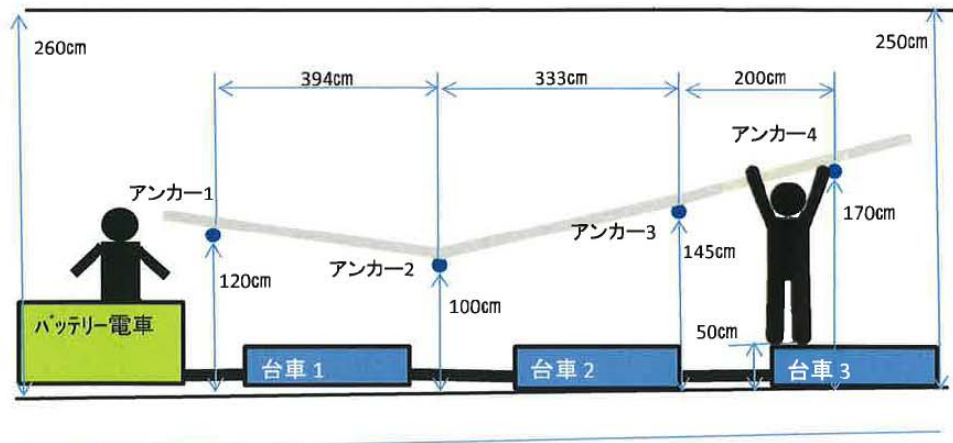 260㎝
250㎝
394㎝
333㎝
200㎝
アンカー4
アンカー1
アンカー3
アンカー2
170㎝
145㎝
120㎝
100㎝
50㎝
バッテリー電車
台車1
台車2
台車3